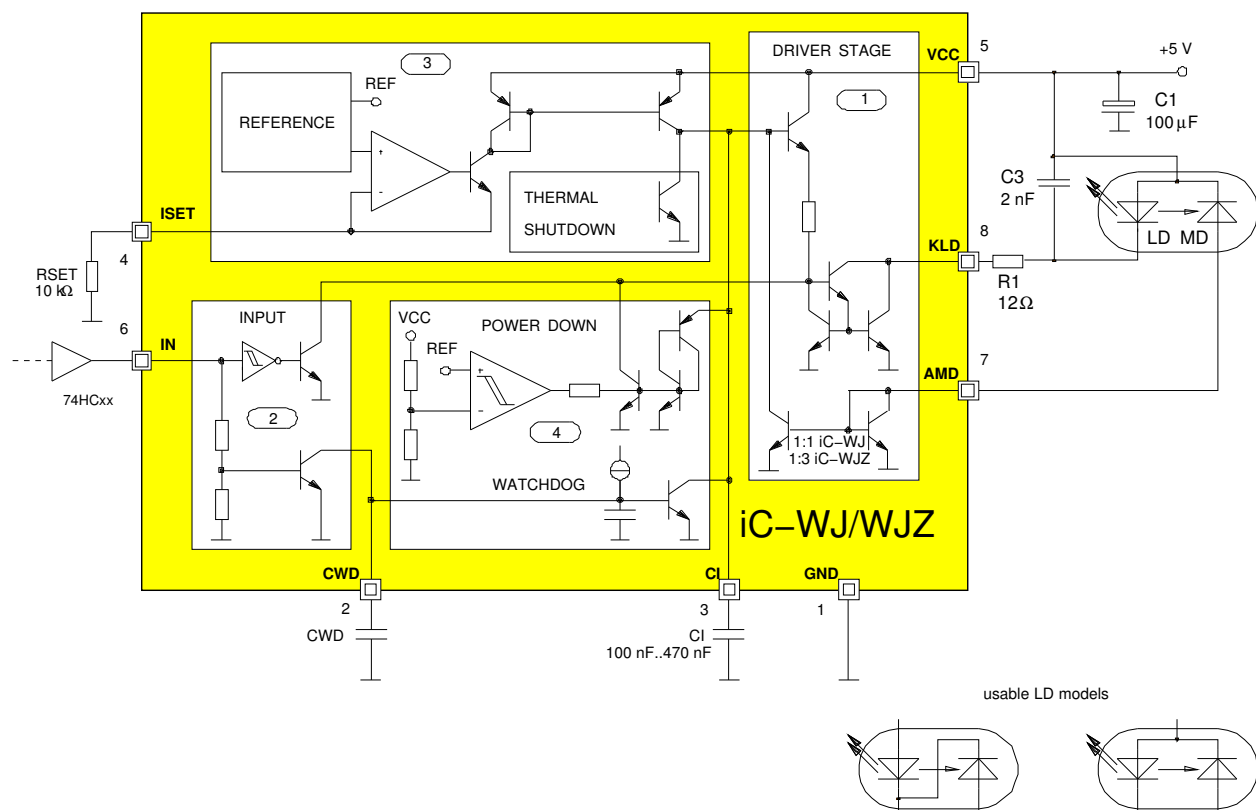 DRIVER STAGE
VCC
5
+5 V
3
REF
1
REFERENCE
C1
100 µF
+
-
THERMAL
SHUTDOWN
C3
2 nF
ISET
4
RSET
10 kΩ
LD MD
8
KLD
R1
12Ω
6
IN
INPUT
74HCxx
2
VCC
POWER DOWN
REF
+
-
4
WATCHDOG
7
AMD
1:1 iC-WJ
1:3 iC-WJZ
iC-WJ/WJZ
CWD
2
CWD
CI
3
CI
100 nF..470 nF
GND
1
usable LD models